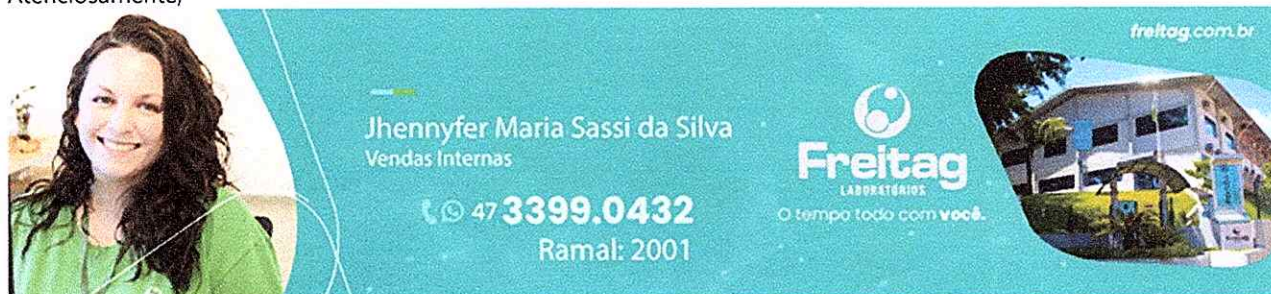 Atenciosamente,
freitag.com.br
Jhennyfer Maria Sassi da Silva
Vendas Internas
47 3399.0432
Ramal: 2001
Freitag
LABORATÓRIOS
O tempo todo com você.